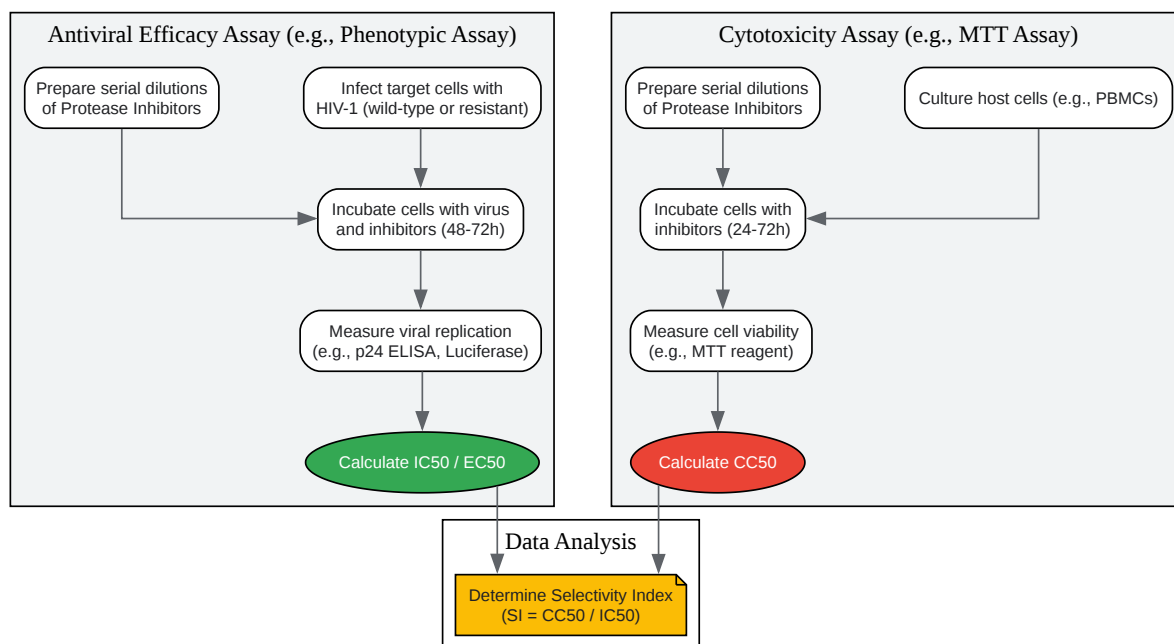 Antiviral Efficacy Assay (e.g., Phenotypic Assay)
Prepare serial dilutions
of Protease Inhibitors
Infect target cells with
HIV-1 (wild-type or resistant)
Incubate cells with virus
and inhibitors (48-72h)
Measure viral replication
(e.g., p24 ELISA, Luciferase)
Calculate IC50 / EC50
Cytotoxicity Assay (e.g., MTT Assay)
Prepare serial dilutions
of Protease Inhibitors
Culture host cells (e.g., PBMCs)
Incubate cells with
inhibitors (24-72h)
Measure cell viability
(e.g., MTT reagent)
Calculate CC50
Data Analysis
Determine Selectivity Index
(SI = CC50 / IC50)